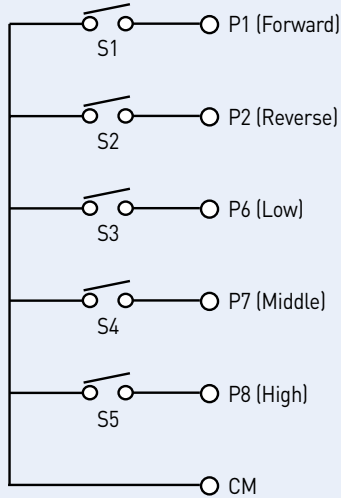 P1 (Forward)
S1
P2 (Reverse)
S2
P6 (Low)
S3
P7 (Middle)
S4
P8 (High)
S5
CM